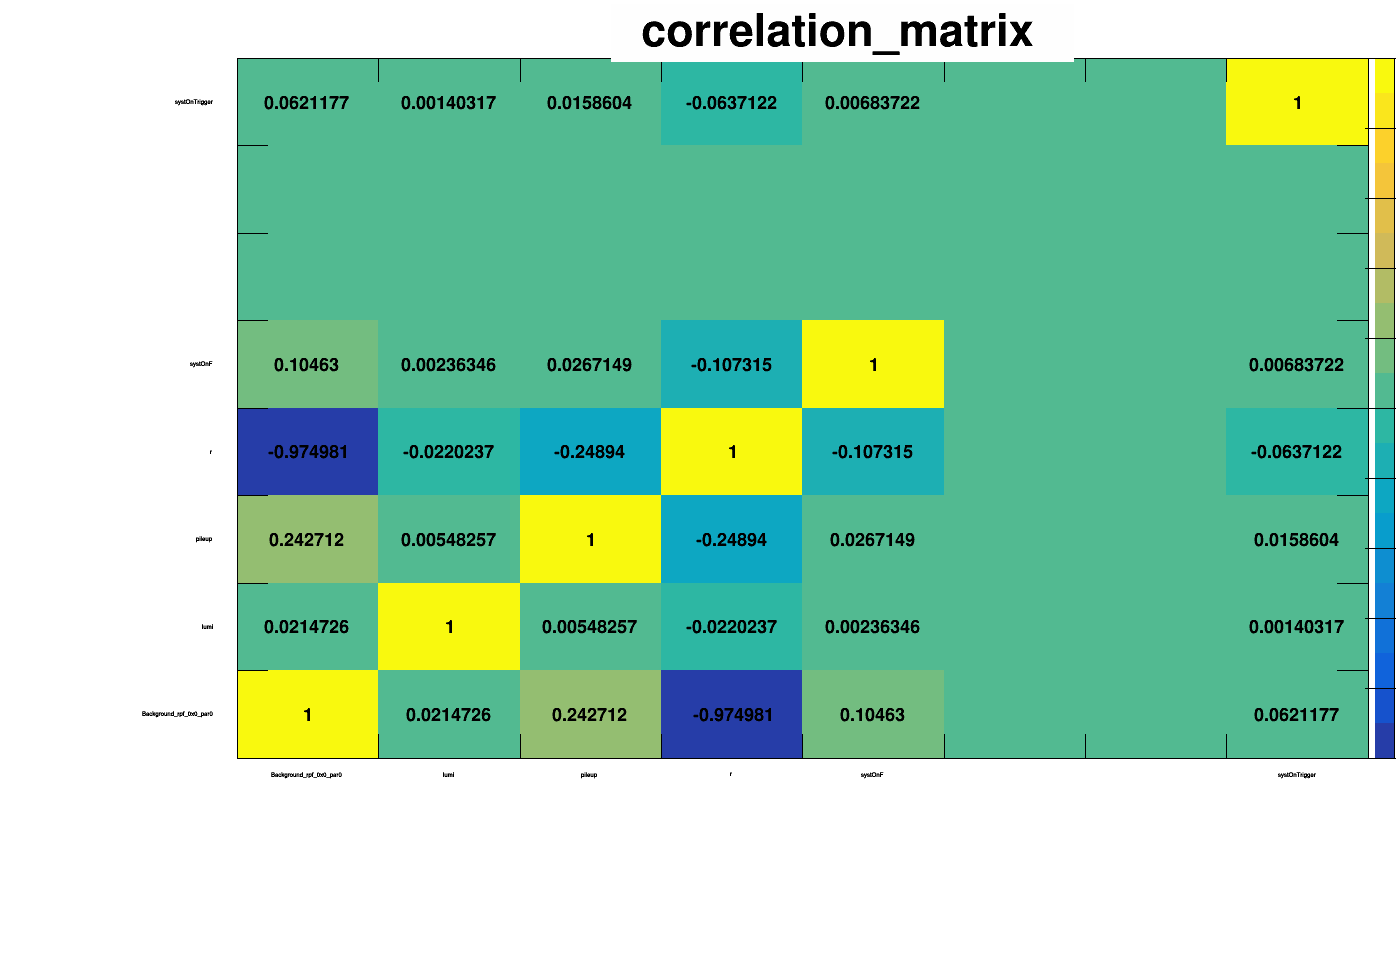 correlation_matrix
systOnTrigger 0.0621177 0.00140317 0.0158604 -0.0637122 0.00683722 1
systOnF 0.10463 0.00236346 0.0267149 -0.107315 1 0.00683722
r -0.974981 -0.0220237 -0.24894 1 -0.107315 -0.0637122
pileup 0.242712 0.00548257 1 -0.24894 0.0267149 0.0158604
lumi 0.0214726 1 0.00548257 -0.0220237 0.00236346 0.00140317
Background_rpf_0x0_par0 1 0.0214726 0.242712 -0.974981 0.10463 0.0621177
Background_rpf_0x0_par0 lumi pileup r systOnF systOnTrigger